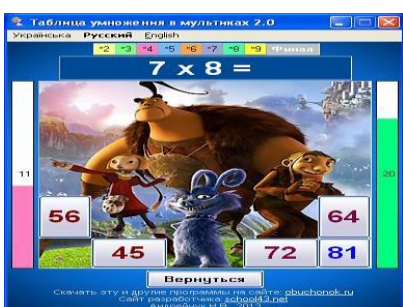 Таблица умножения в мультиках 2.0
Українська Русский English
*2 *3 *4 *5 *6 *7 *8 *9 Финал
7 x 8 =
11
20
56
64
45
72
81
Вернуться
Скачать эту и другие программы на сайте: obuchonok.ru
Сайт разработчика: school43.net
Андрейчук Н.В., 2013